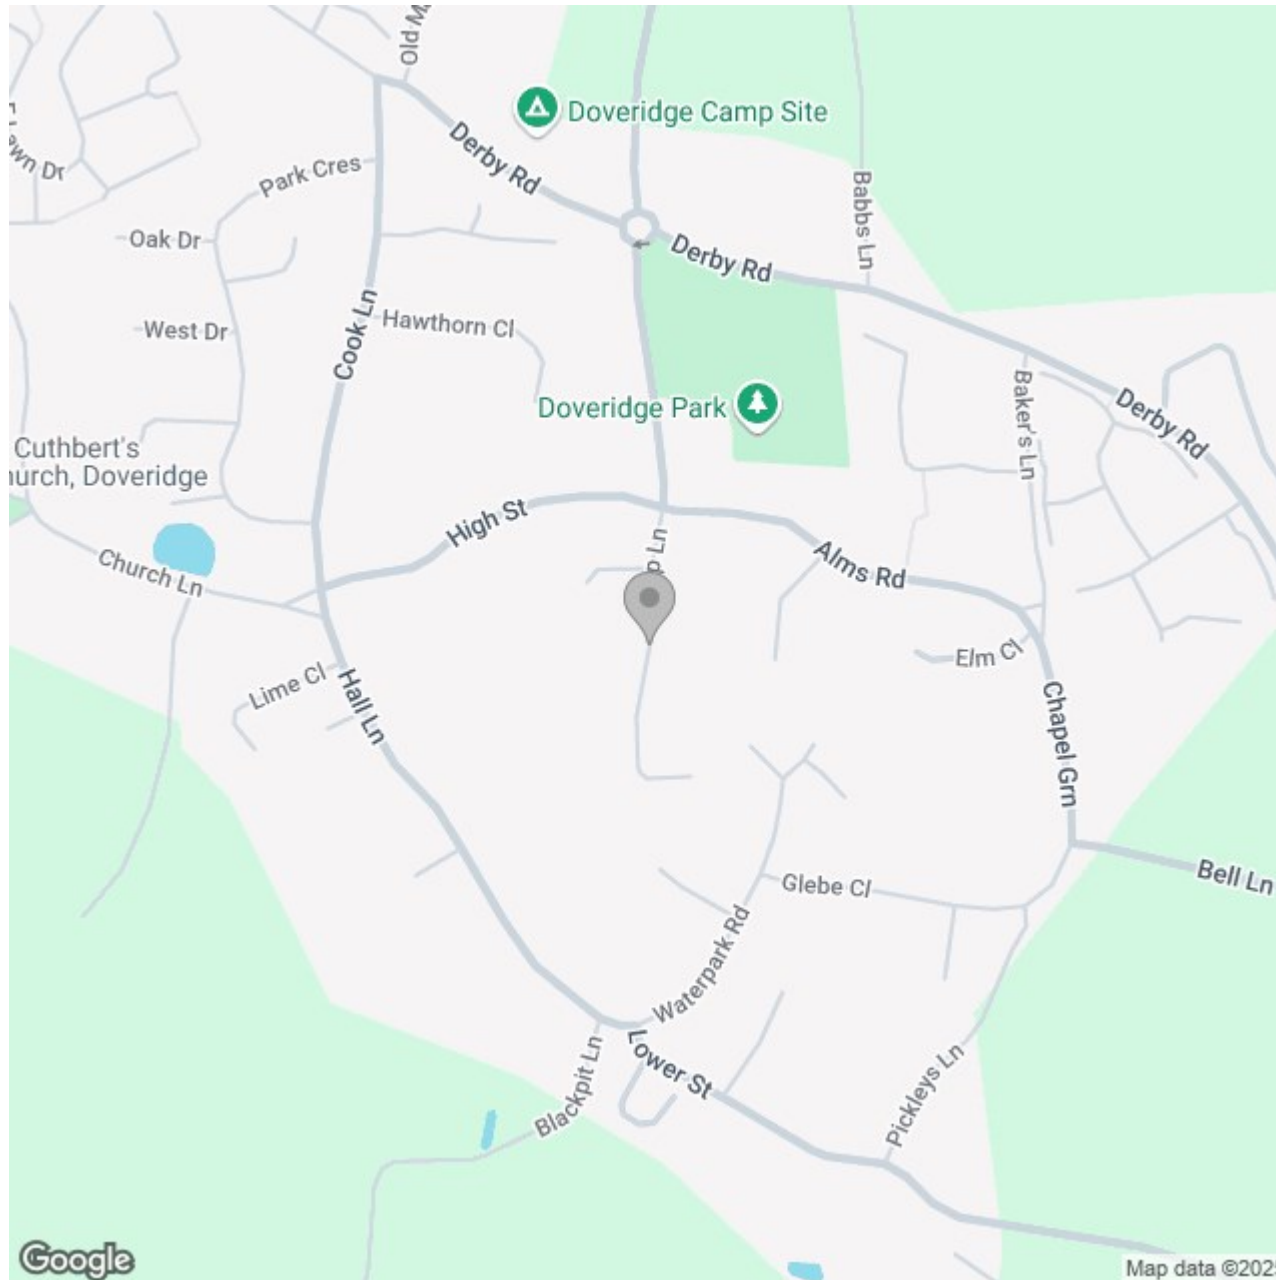 Doveridge Camp Site
Derby Rd
Park Cres
Babbs Ln
Oak Dr
Derby Rd
West Dr
Cook Ln
Hawthorn Cl
Doveridge Park
Baker's Ln
Derby Rd
Cuthbert's
Doveridge
High St
Church Ln
Alms Rd
Ln
Elm Cl
Lime Cl
Hall Ln
Chapel Grn
Glebe Cl
Bell Ln
Waterpark Rd
Lower St
Blackpit Ln
Pickleys Ln
Google
Map data ©202